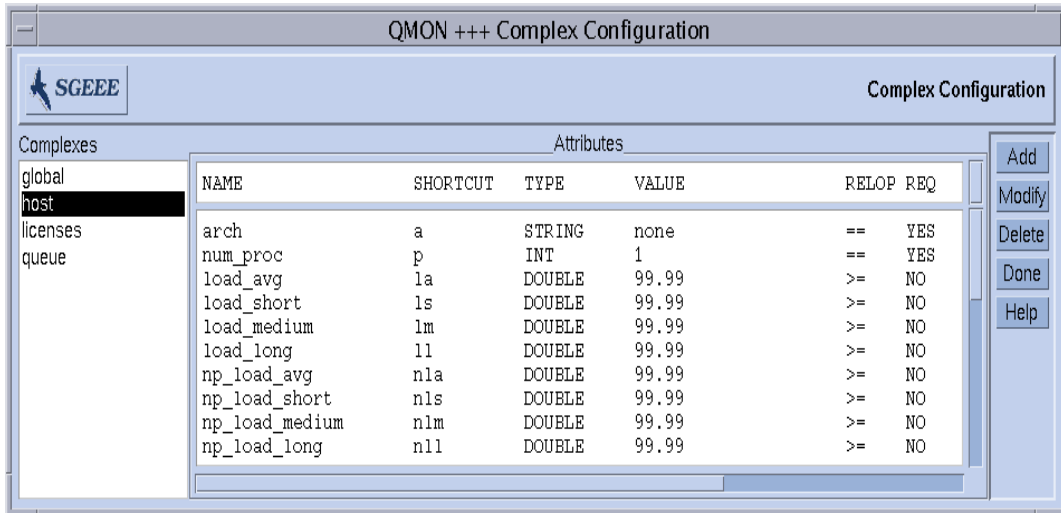 QMON +++ Complex Configuration
SGEEE
Complex Configuration
Complexes
global
host
licenses
queue
Attributes
NAME SHORTCUT TYPE VALUE RELOP REQ
arch a STRING none == YES
num_proc p INT 1 == YES
load_avg la DOUBLE 99.99 >= NO
load_short ls DOUBLE 99.99 >= NO
load_medium lm DOUBLE 99.99 >= NO
load_long ll DOUBLE 99.99 >= NO
np_load_avg nla DOUBLE 99.99 >= NO
np_load_short nls DOUBLE 99.99 >= NO
np_load_medium nlm DOUBLE 99.99 >= NO
np_load_long nll DOUBLE 99.99 >= NO
Add
Modify
Delete
Done
Help